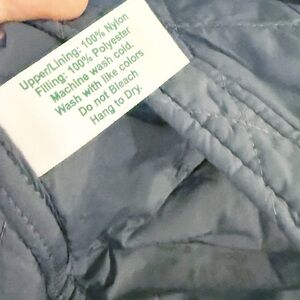 Upper/Lining: 100% Nylon
Filling: 100% Polyester
Machine wash cold.
Wash with like colors
Do not Bleach
Hang to Dry.